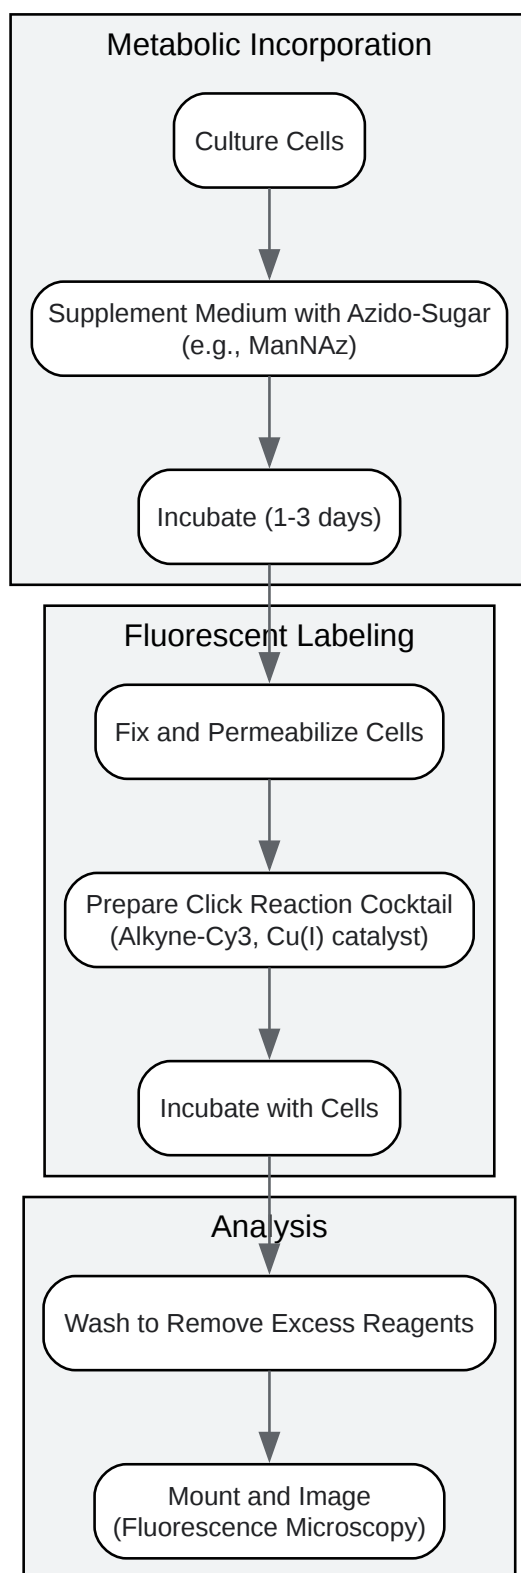 Metabolic Incorporation
Culture Cells
Supplement Medium with Azido-Sugar
(e.g., ManNAz)
Incubate (1-3 days)
Fluorescent Labeling
Fix and Permeabilize Cells
Prepare Click Reaction Cocktail
(Alkyne-Cy3, Cu(I) catalyst)
Incubate with Cells
Analysis
Wash to Remove Excess Reagents
Mount and Image
(Fluorescence Microscopy)